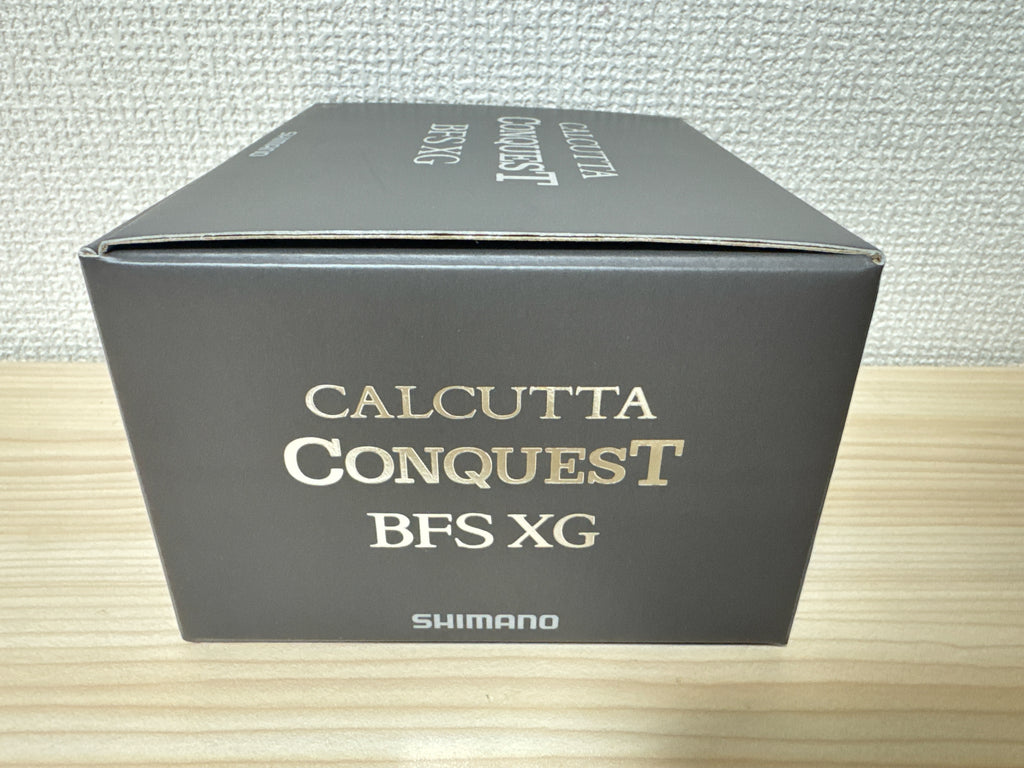 SHIMANO
CALCUTTA
CONQUEST
BFS XG
CALCUTTA
CONQUEST
BFS XG
SHIMANO